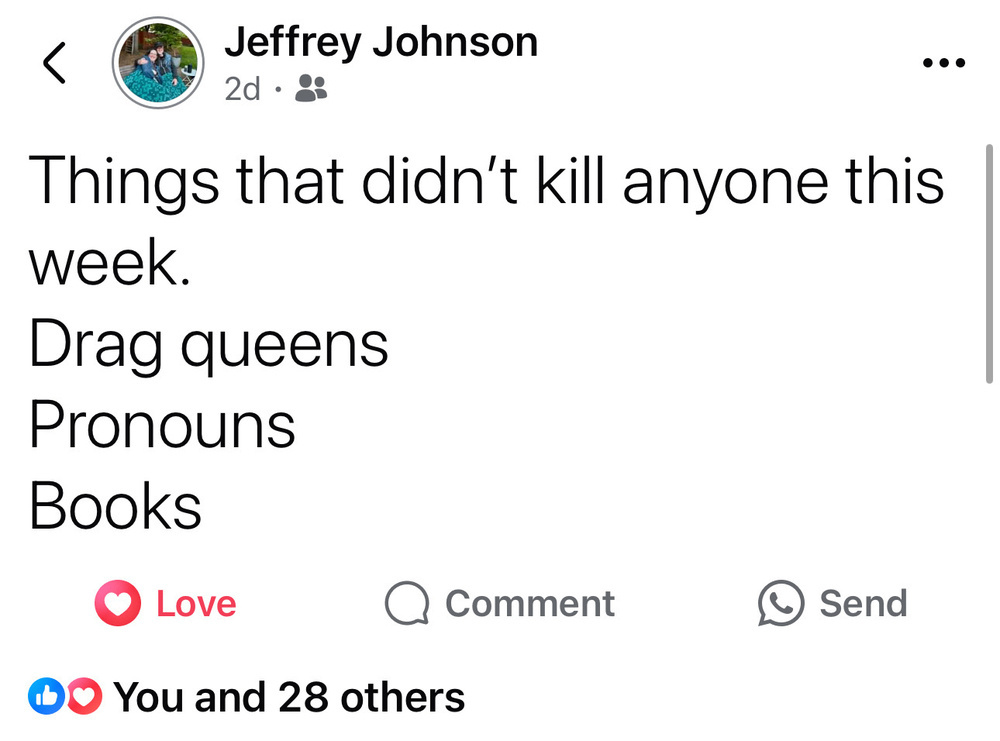 Jeffrey Johnson
2d ·
Things that didn’t kill anyone this
week.
Drag queens
Pronouns
Books
Love Comment Send
You and 28 others